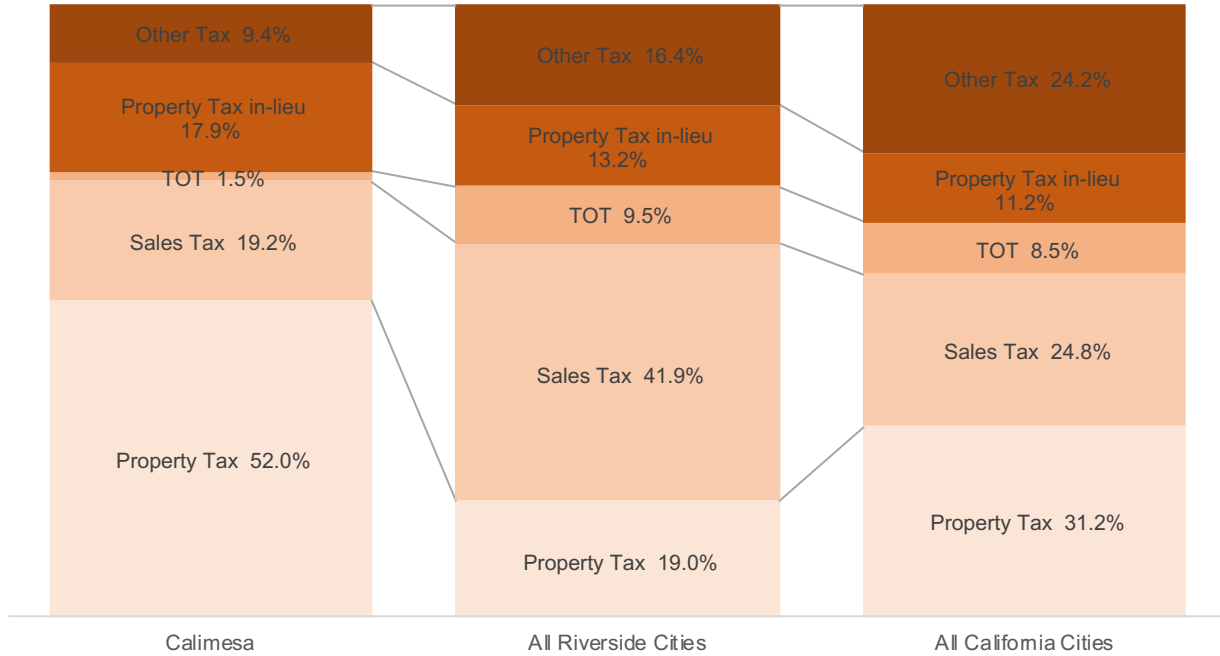 Other Tax 9.4%
Property Tax in-lieu
17.9%
TOT 1.5%
Sales Tax 19.2%
Property Tax 52.0%
Other Tax 16.4%
Property Tax in-lieu
13.2%
TOT 9.5%
Sales Tax 41.9%
Property Tax 19.0%
Other Tax 24.2%
Property Tax in-lieu
11.2%
TOT 8.5%
Sales Tax 24.8%
Property Tax 31.2%
Calimesa
All Riverside Cities
All California Cities